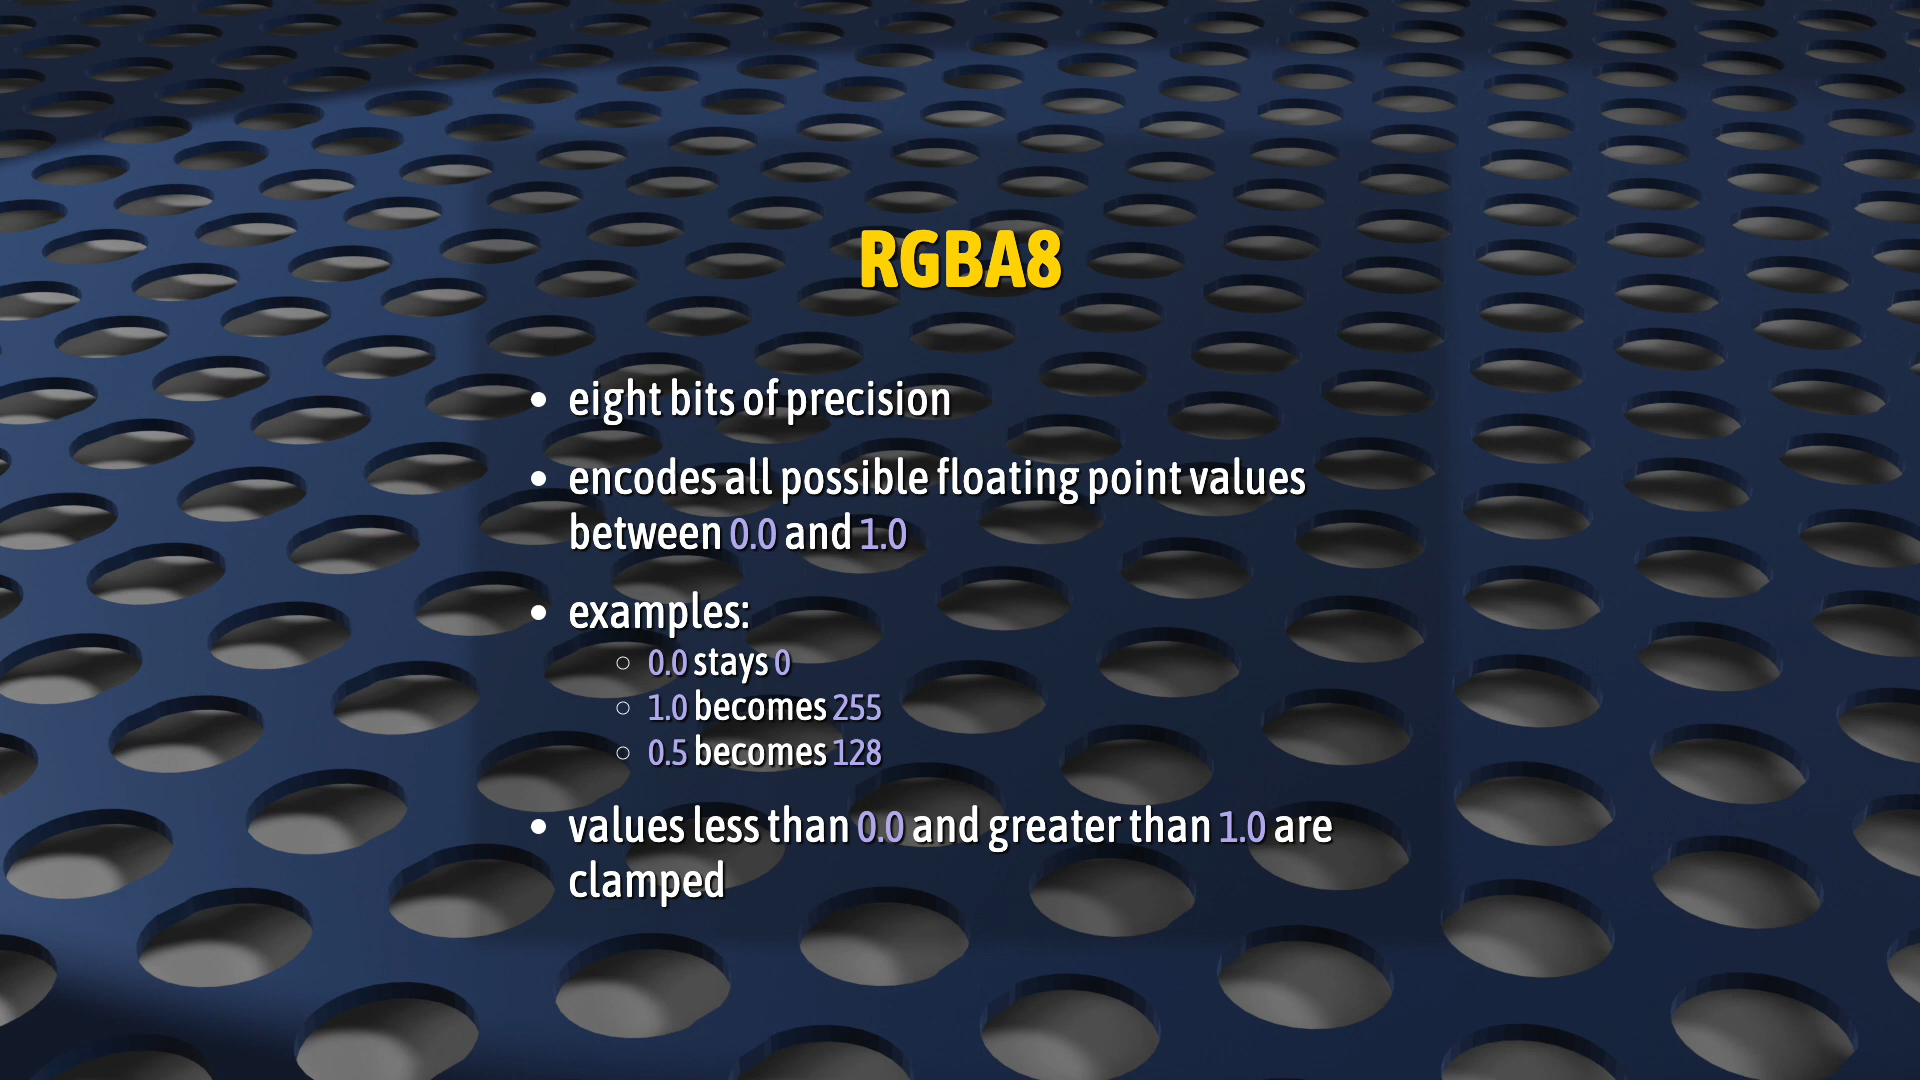 RGBA8
• eight bits of precision
• encodes all possible floating point values
between 0.0 and 1.0
• examples:
○ 0.0 stays 0
○ 1.0 becomes 255
○ 0.5 becomes 128
• values less than 0.0 and greater than 1.0 are
clamped